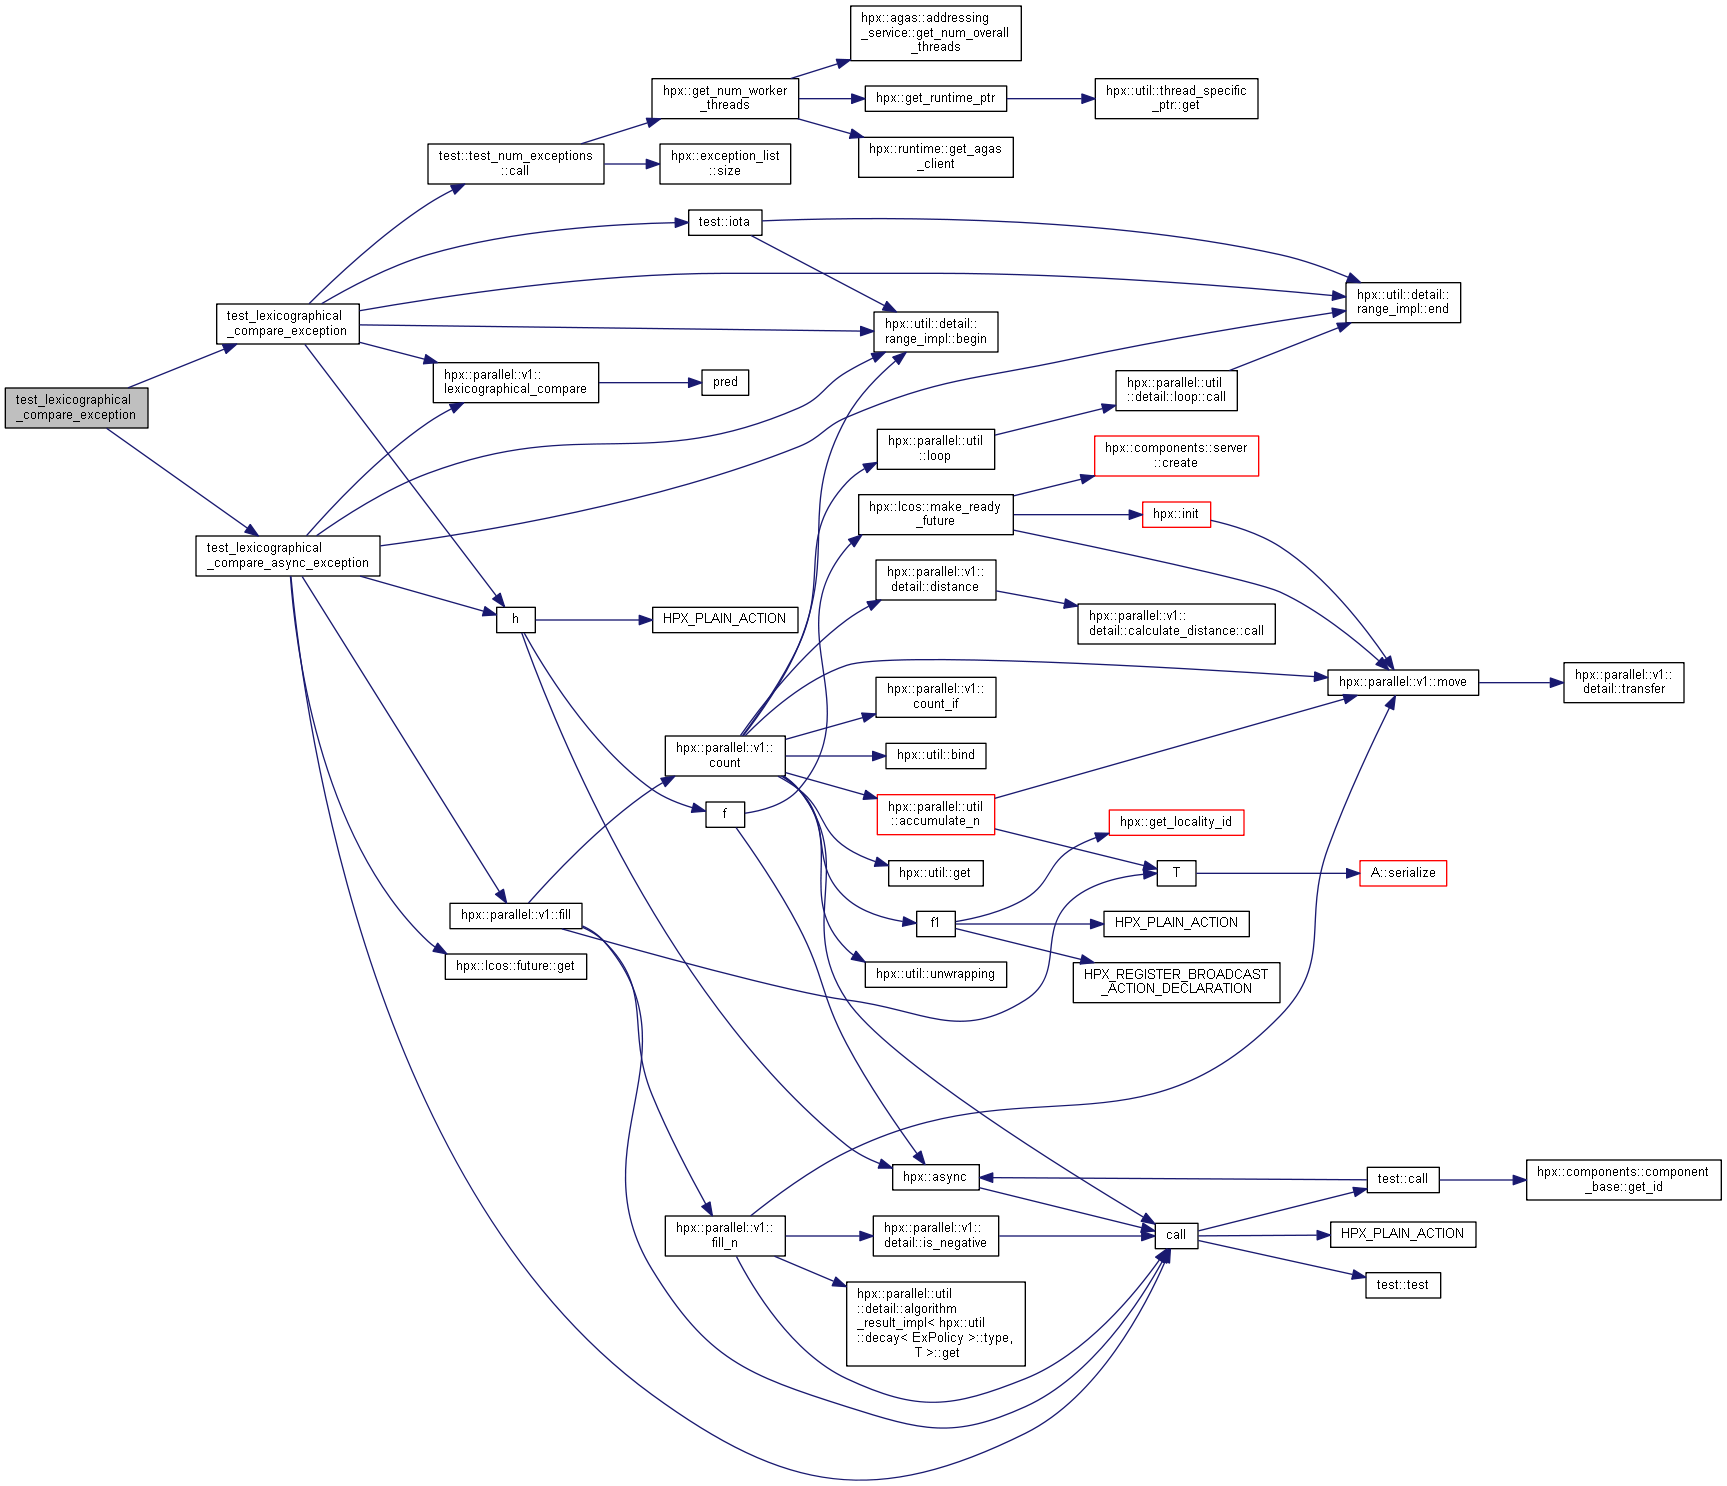 hpx::agas::addressing
_service::get_num_overall
_threads
hpx::get_num_worker
_threads
hpx::get_runtime_ptr
hpx::util::thread_specific
_ptr::get
hpx::runtime::get_agas
_client
test::test_num_exceptions
::call
hpx::exception_list
::size
test::iota
hpx::util::detail::
range_impl::end
test_lexicographical
_compare_exception
hpx::util::detail::
range_impl::begin
hpx::parallel::v1::
lexicographical_compare
pred
test_lexicographical
_compare_exception
hpx::parallel::util
::detail::loop::call
hpx::parallel::util
::loop
hpx::components::server
::create
hpx::lcos::make_ready
_future
hpx::init
test_lexicographical
_compare_async_exception
hpx::parallel::v1::
detail::distance
hpx::parallel::v1::
detail::calculate_distance::call
h
HPX_PLAIN_ACTION
hpx::parallel::v1::move
hpx::parallel::v1::
detail::transfer
hpx::parallel::v1::
count_if
hpx::parallel::v1::
count
hpx::util::bind
f
hpx::parallel::util
::accumulate_n
hpx::get_locality_id
hpx::util::get
T
A::serialize
hpx::parallel::v1::fill
f1
HPX_PLAIN_ACTION
hpx::lcos::future::get
hpx::util::unwrapping
HPX_REGISTER_BROADCAST
_ACTION_DECLARATION
hpx::async
test::call
hpx::components::component
_base::get_id
hpx::parallel::v1::
fill_n
hpx::parallel::v1::
detail::is_negative
call
HPX_PLAIN_ACTION
test::test
hpx::parallel::util
::detail::algorithm
_result_impl< hpx::util
::decay< ExPolicy >::type,
T >::get